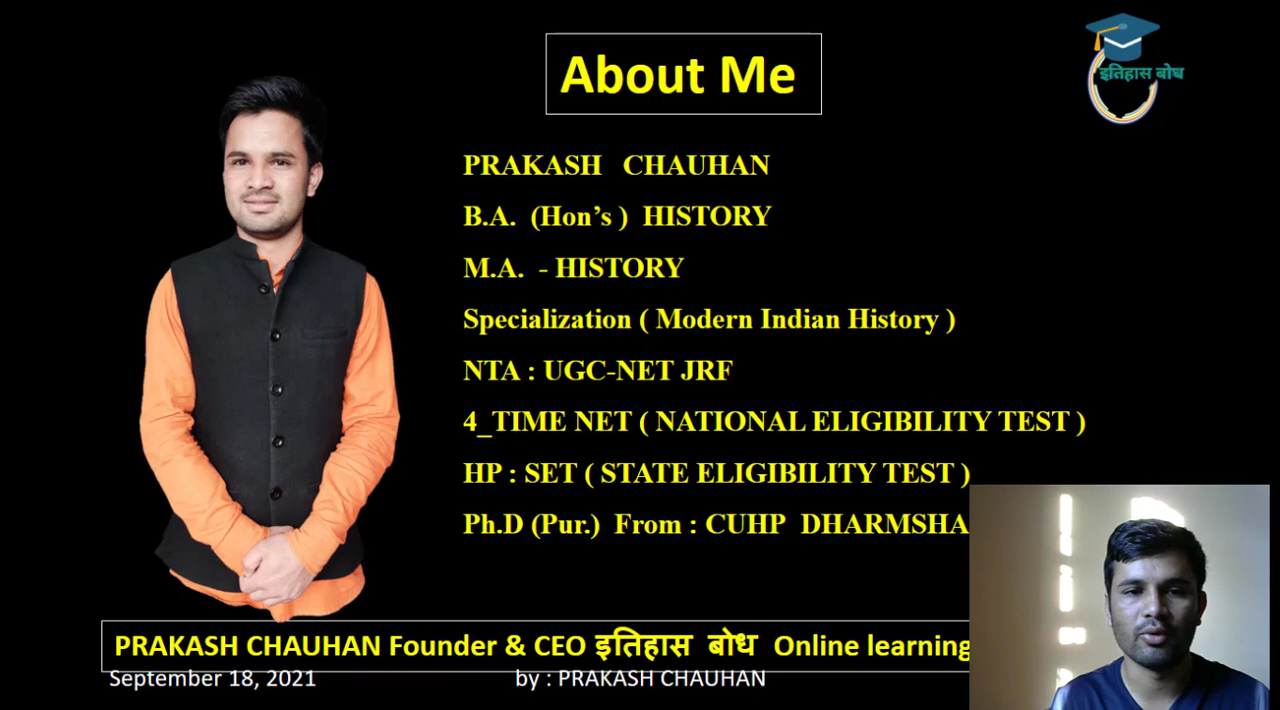 About Me
इतिहास बोध
PRAKASH CHAUHAN
B.A. (Hon’s ) HISTORY
M.A. - HISTORY
Specialization ( Modern Indian History )
NTA : UGC-NET JRF
4_TIME NET ( NATIONAL ELIGIBILITY TEST )
HP : SET ( STATE ELIGIBILITY TEST )
Ph.D (Pur.) From : CUHP DHARMSHA
PRAKASH CHAUHAN Founder & CEO इतिहास बोध Online learning
September 18, 2021 by : PRAKASH CHAUHAN